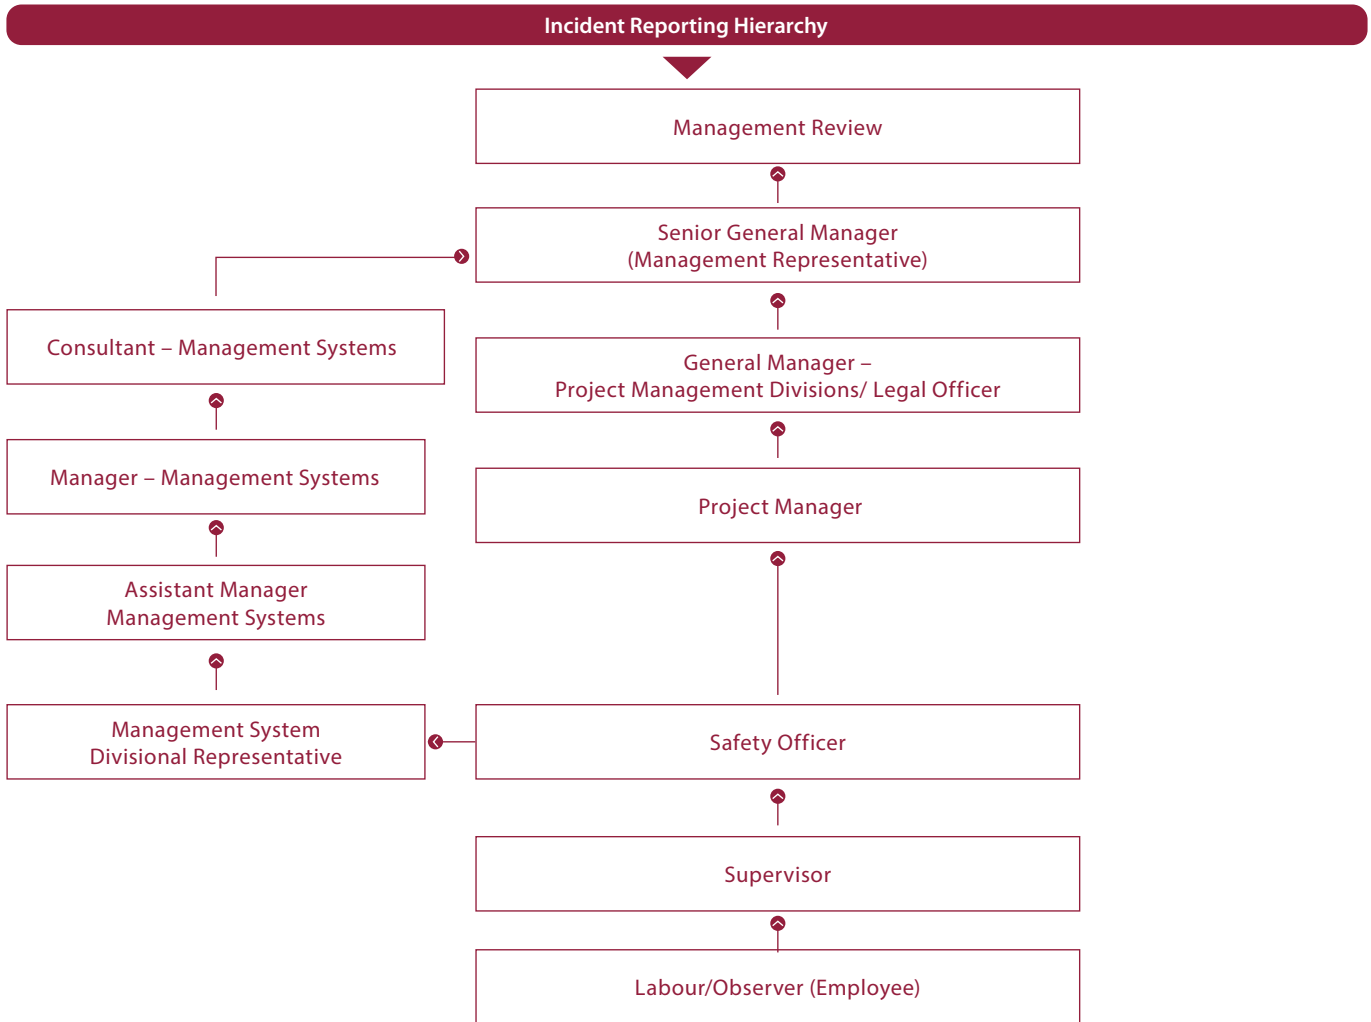 Incident Reporting Hierarchy
Management Review
Senior General Manager
(Management Representative)
Consultant – Management Systems
General Manager –
Project Management Divisions/ Legal Officer
Manager – Management Systems
Project Manager
Assistant Manager
Management Systems
Management System
Divisional Representative
Safety Officer
Supervisor
Labour/Observer (Employee)